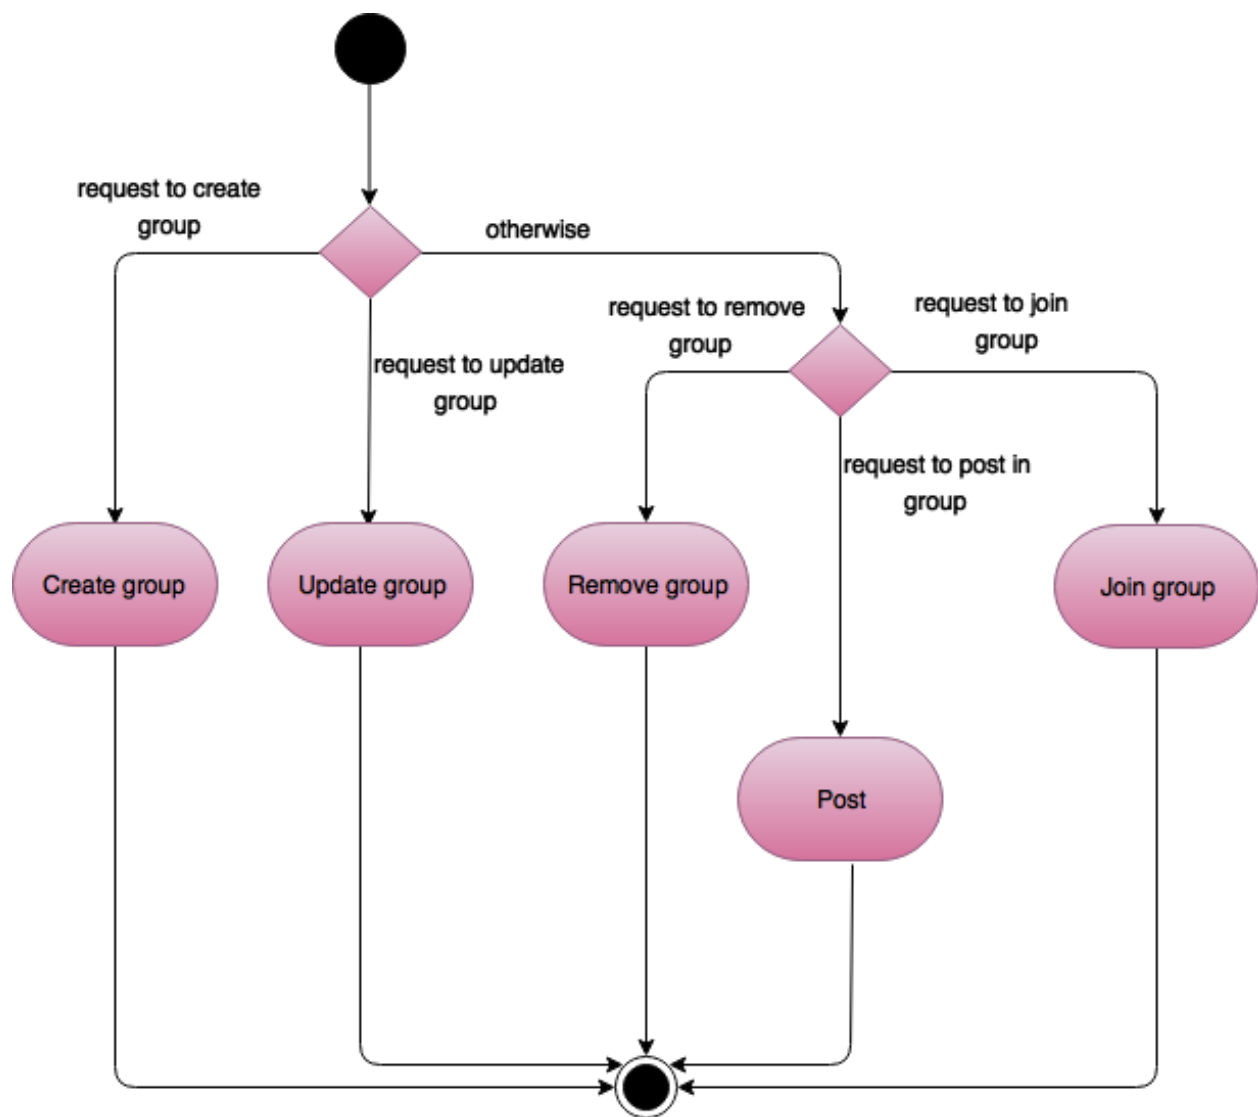 request to create
group
otherwise
request to remove
group
request to join
group
request to update
group
request to post in
group
Create group
Update group
Remove group
Join group
Post